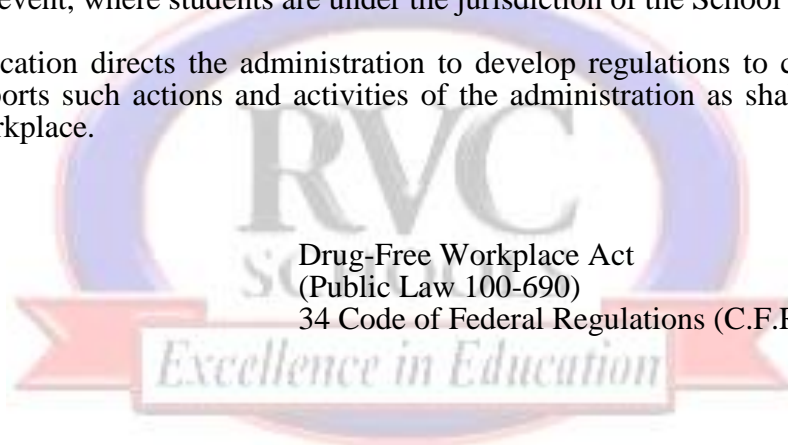 event, where students are under the jurisdiction of the School
cation directs the administration to develop regulations to
ports such actions and activities of the administration as sha
rkplace.
RVC
SCHOOLS
Drug-Free Workplace Act
(Public Law 100-690)
34 Code of Federal Regulations (C.F.
Excellence in Education